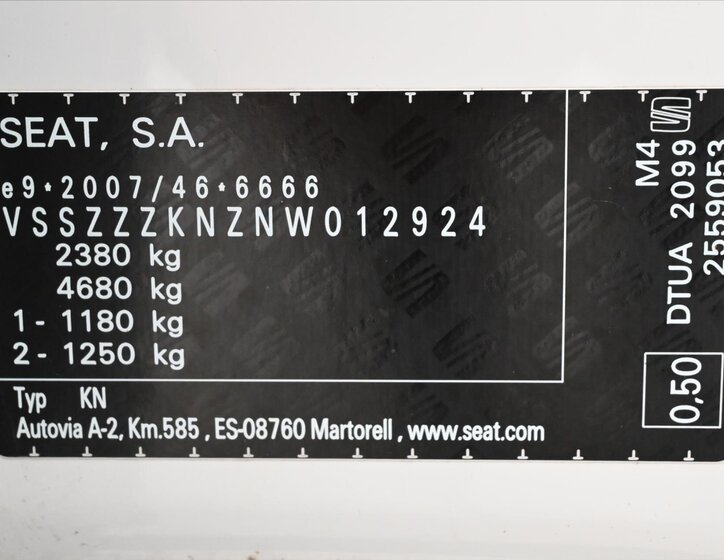 SEAT, S.A.
e9*2007/46*6666
VSSZZZKNZNW012924
2380 kg
4680 kg
1 - 1180 kg
2 - 1250 kg
Typ KN
Autovia A-2, Km.585 , ES-08760 Martorell , www.seat.com
M4
DTUA 2099
2559053
0,50